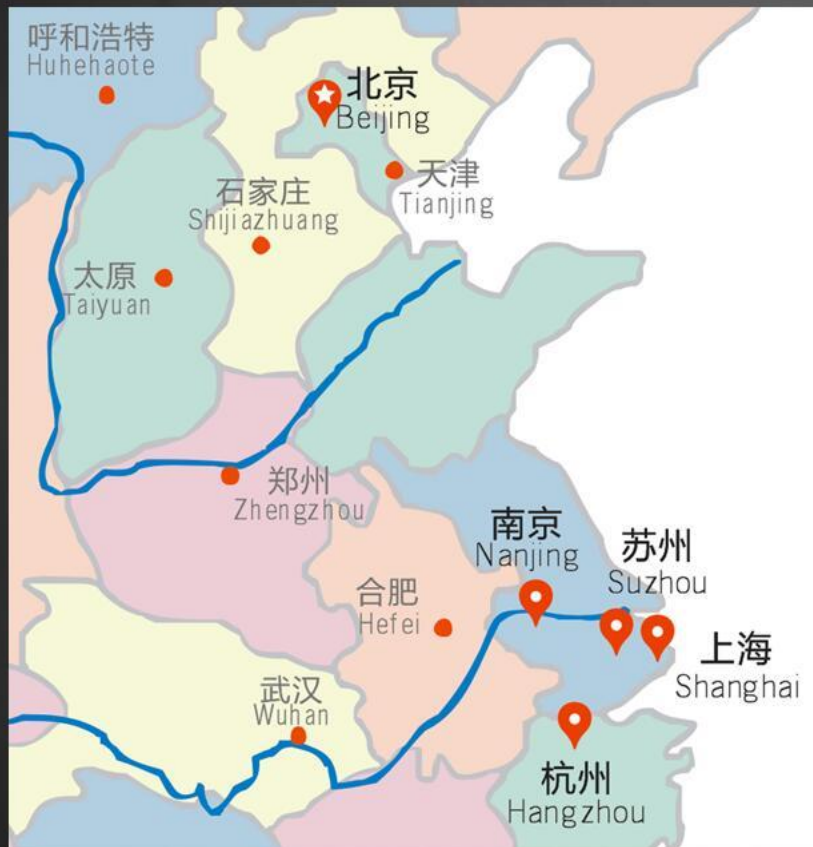 呼和浩特
Huhehaote
北京
Beijing
天津
Tianjing
石家庄
Shijiazhuang
太原
Taiyuan
郑州
Zhengzhou
南京
Nanjing
苏州
Suzhou
合肥
Hefei
上海
Shanghai
武汉
Wuhan
杭州
Hangzhou